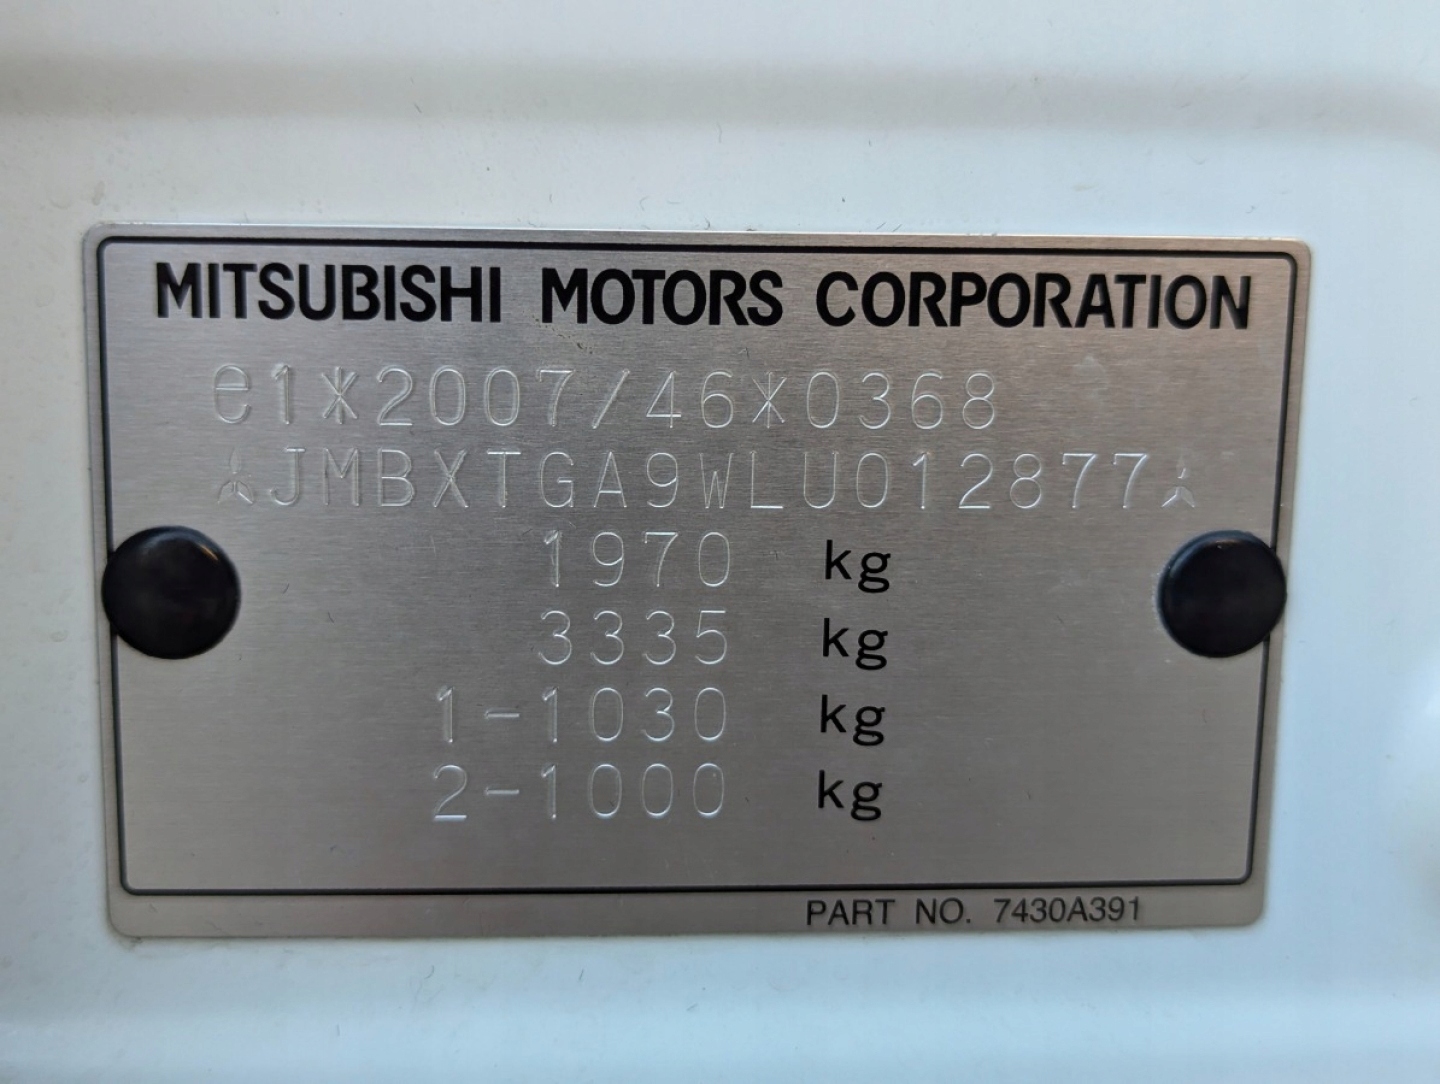 MITSUBISHI MOTORS CORPORATION
e1*2007/46*0368
JMBXTGA9WLU012877
1970 kg
3335 kg
1-1030 kg
2-1000 kg
PART NO. 7430A391